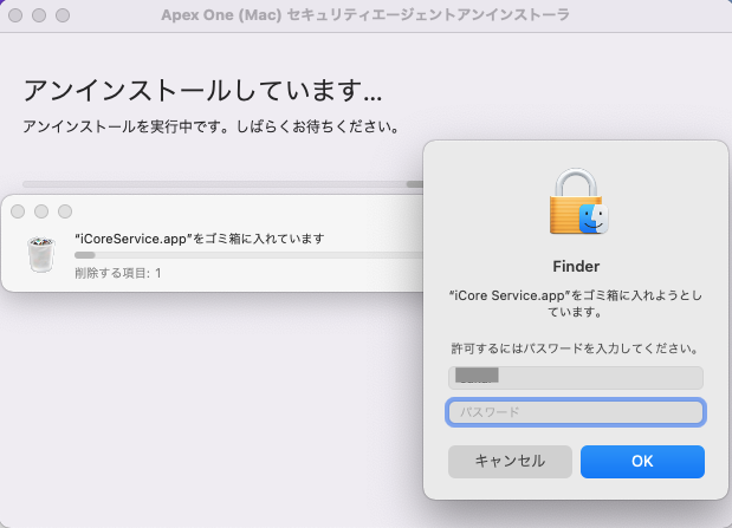 Apex One (Mac) セキュリティエージェントアンインストーラ
アンインストールしています...
アンインストールを実行中です。しばらくお待ちください。
“iCoreService.app”をゴミ箱に入れています
削除する項目: 1
Finder
“iCore Service.app”をゴミ箱に入れようとし
ています。
許可するにはパスワードを入力してください。
パスワード
キャンセル
OK